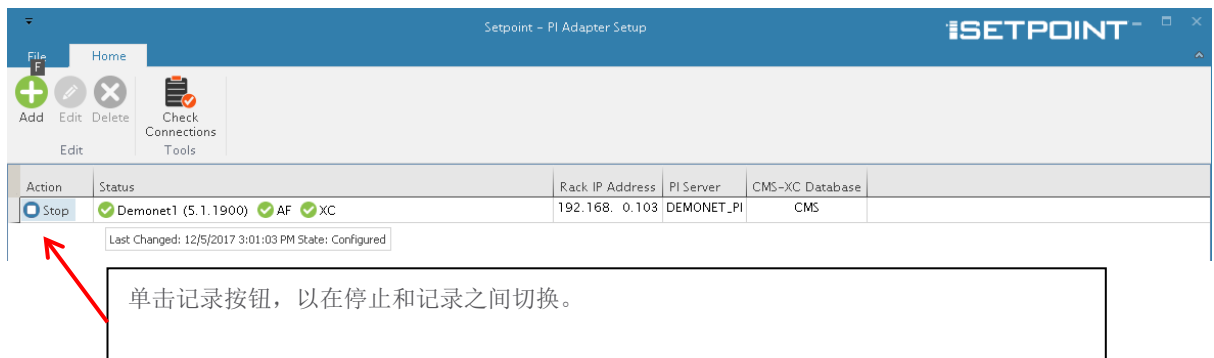 Setpoint – PI Adapter Setup
SETPOINT
File
Home
F
Add
Edit
Delete
Check
Connections
Edit
Tools
Action
Status
Rack IP Address
PI Server
CMS-XC Database
Stop
Demonet1 (5.1.1900)
AF
XC
192.168. 0.103
DEMONET_PI
CMS
Last Changed: 12/5/2017 3:01:03 PM State: Configured
单击记录按钮，以在停止和记录之间切换。